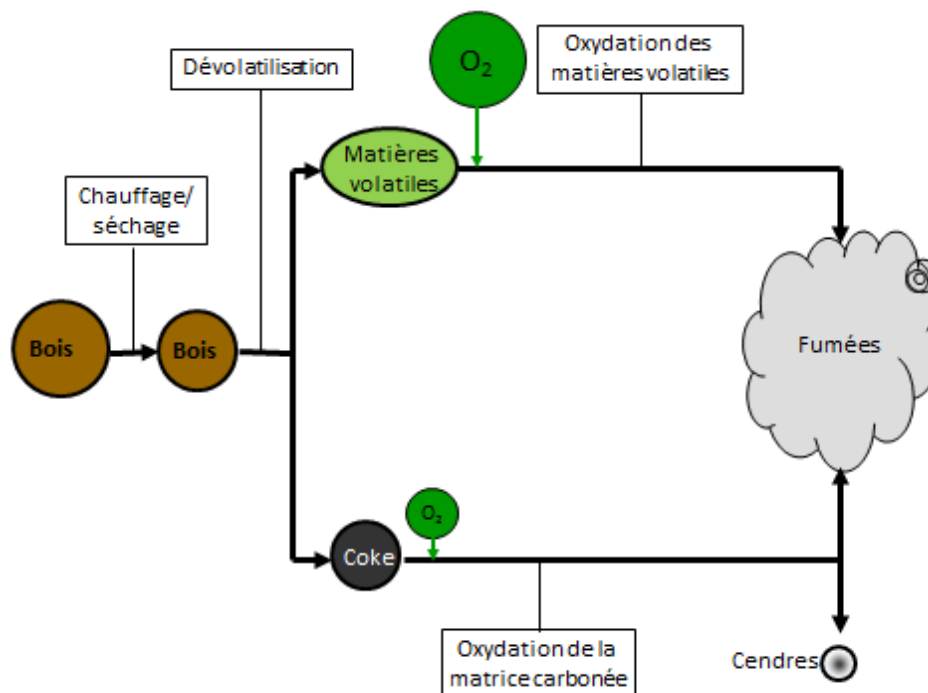 Dévolatilisation
O₂
Oxydation des
matières volatiles
Chauffage/
séchage
Matières
volatiles
Bois
Bois
Fumées
O₂
Coke
Oxydation de la
matrice carbonée
Cendres